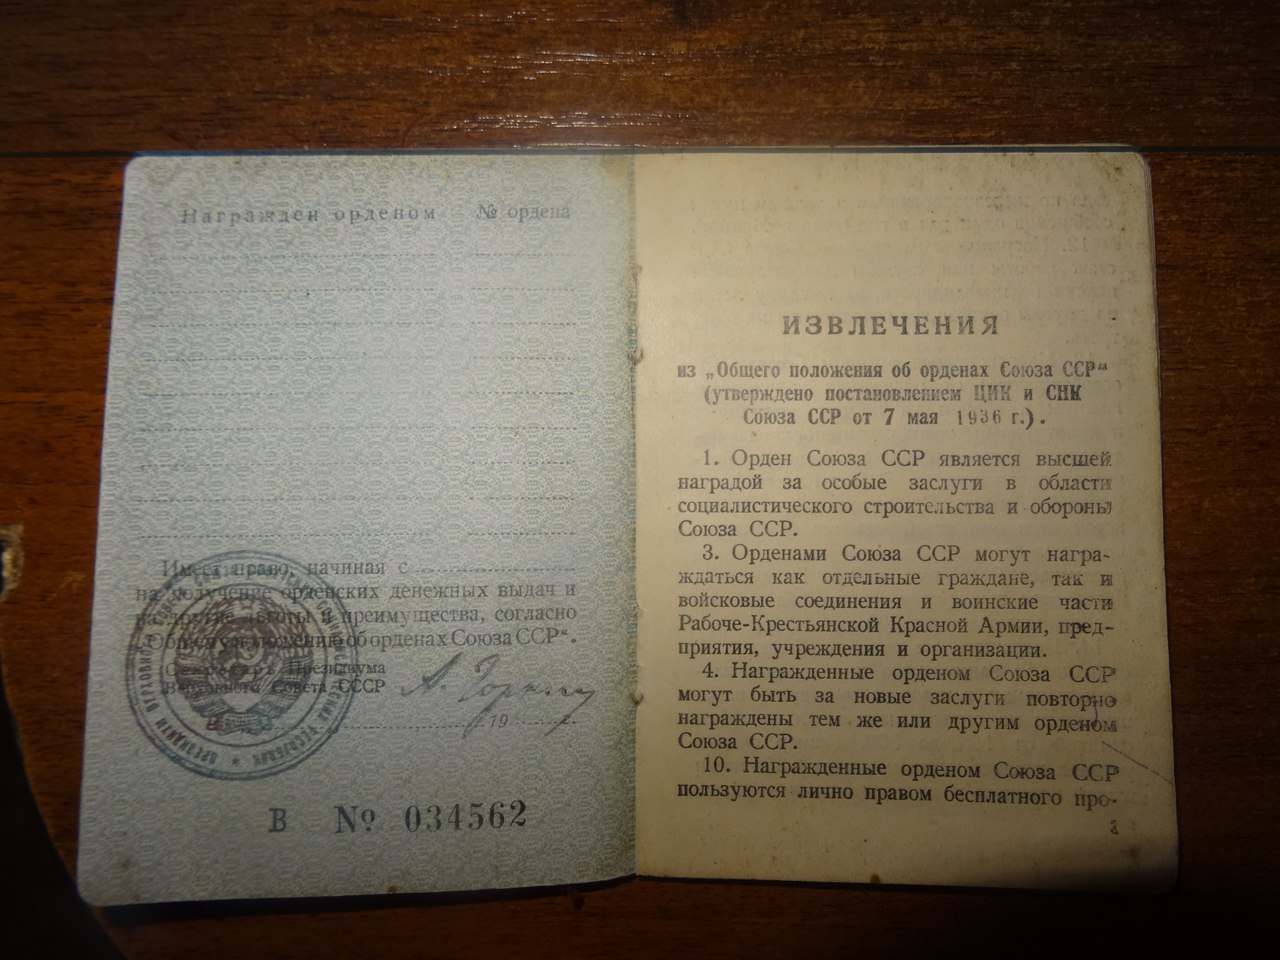 Награжден орденом № ордена
Имеет право, начиная с
на получение орденских денежных выдач и
на другие льготы и преимущества, согласно
„Общему положению об орденах Союза ССР“.
Секретарь Президиума
Верховного Совета СССР А. Горкин
19 г.
В № 034562
ИЗВЛЕЧЕНИЯ
из „Общего положения об орденах Союза ССР“
(утверждено постановлением ЦИК и СНК
Союза ССР от 7 мая 1936 г.).
1. Орден Союза ССР является высшей
наградой за особые заслуги в области
социалистического строительства и обороны
Союза ССР.
3. Орденами Союза ССР могут награ-
ждаться как отдельные граждане, так и
войсковые соединения и воинские части
Рабоче-Крестьянской Красной Армии, пред-
приятия, учреждения и организации.
4. Награжденные орденом Союза ССР
могут быть за новые заслуги повторно
награждены тем же или другим орденом
Союза ССР.
10. Награжденные орденом Союза ССР
пользуются лично правом бесплатного про-